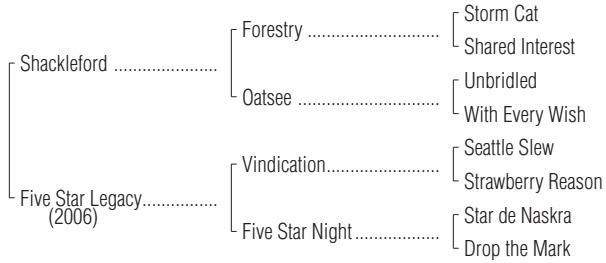 Storm Cat
Forestry
Shared Interest
Shackleford
Unbridled
Oatsee
With Every Wish
Seattle Slew
Vindication
Strawberry Reason
Five Star Legacy
(2006)
Star de Naskra
Five Star Night
Drop the Mark